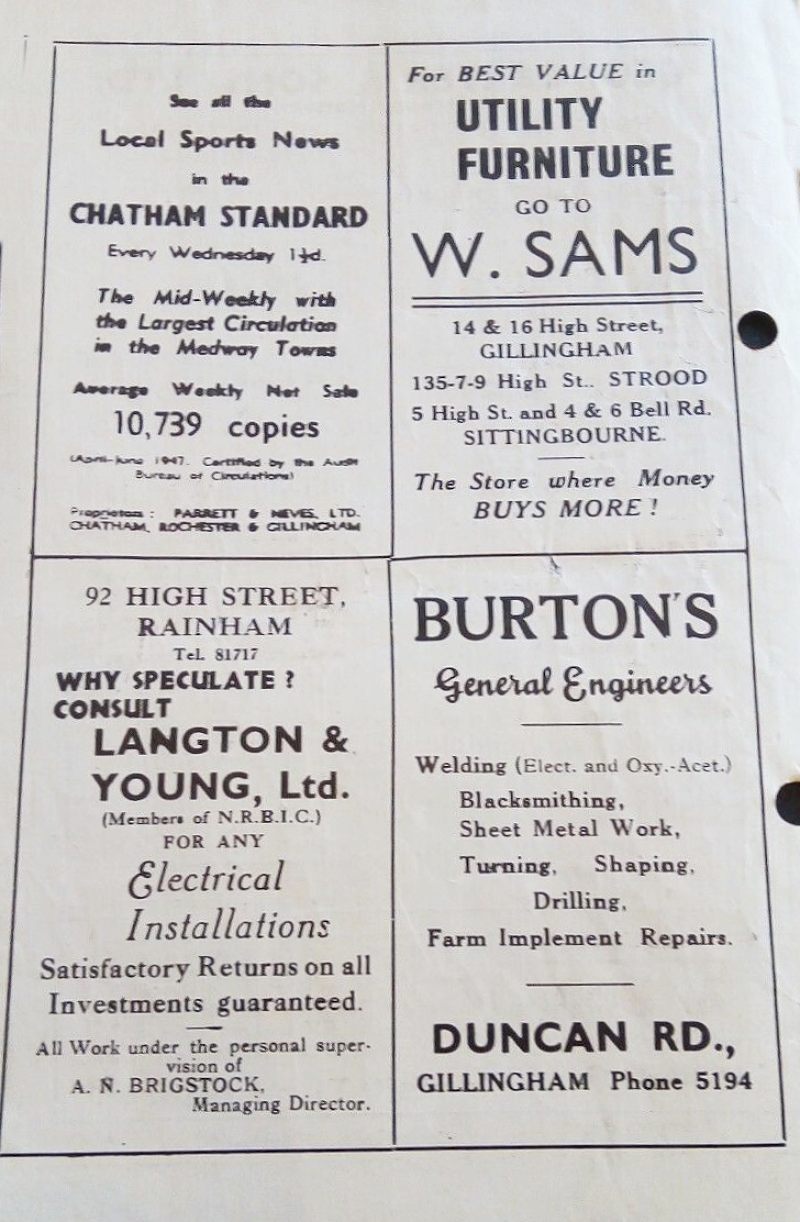 See all the
Local Sports News
in the
CHATHAM STANDARD
Every Wednesday 1½d.
The Mid-Weekly with
the Largest Circulation
in the Medway Towns
Average Weekly Net Sale
10,739 copies
(April-June 1947. Certified by the Audit
Bureau of Circulations)
Proprietors : PARRETT & NEVES, LTD.
CHATHAM, ROCHESTER & GILLINGHAM
For BEST VALUE in
UTILITY
FURNITURE
GO TO
W. SAMS
14 & 16 High Street,
GILLINGHAM
135-7-9 High St.. STROOD
5 High St. and 4 & 6 Bell Rd.
SITTINGBOURNE.
The Store where Money
BUYS MORE !
92 HIGH STREET,
RAINHAM
Tel. 81717
WHY SPECULATE ?
CONSULT
LANGTON &
YOUNG, Ltd.
(Members of N.R.B.I.C.)
FOR ANY
Electrical
Installations
Satisfactory Returns on all
Investments guaranteed.
All Work under the personal super-
vision of
A. N. BRIGSTOCK,
Managing Director.
BURTON'S
General Engineers
Welding (Elect. and Oxy.-Acet.)
Blacksmithing,
Sheet Metal Work,
Turning, Shaping,
Drilling,
Farm Implement Repairs.
DUNCAN RD.,
GILLINGHAM Phone 5194